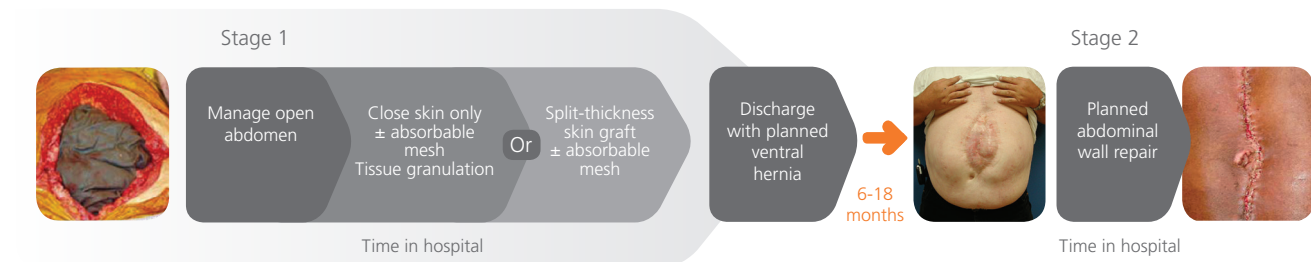 Stage 1
Stage 2
Manage open
abdomen
Close skin only
± absorbable
mesh
Tissue granulation
Or
Split-thickness
skin graft
± absorbable
mesh
Discharge
with planned
ventral
hernia
6-18
months
Planned
abdominal
wall repair
Time in hospital
Time in hospital